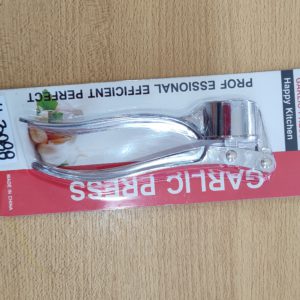 GARLIC PRESS
PROF ESSIONAL EFFICIENT PERFECT
Happy Kitchen
MADE IN CHINA